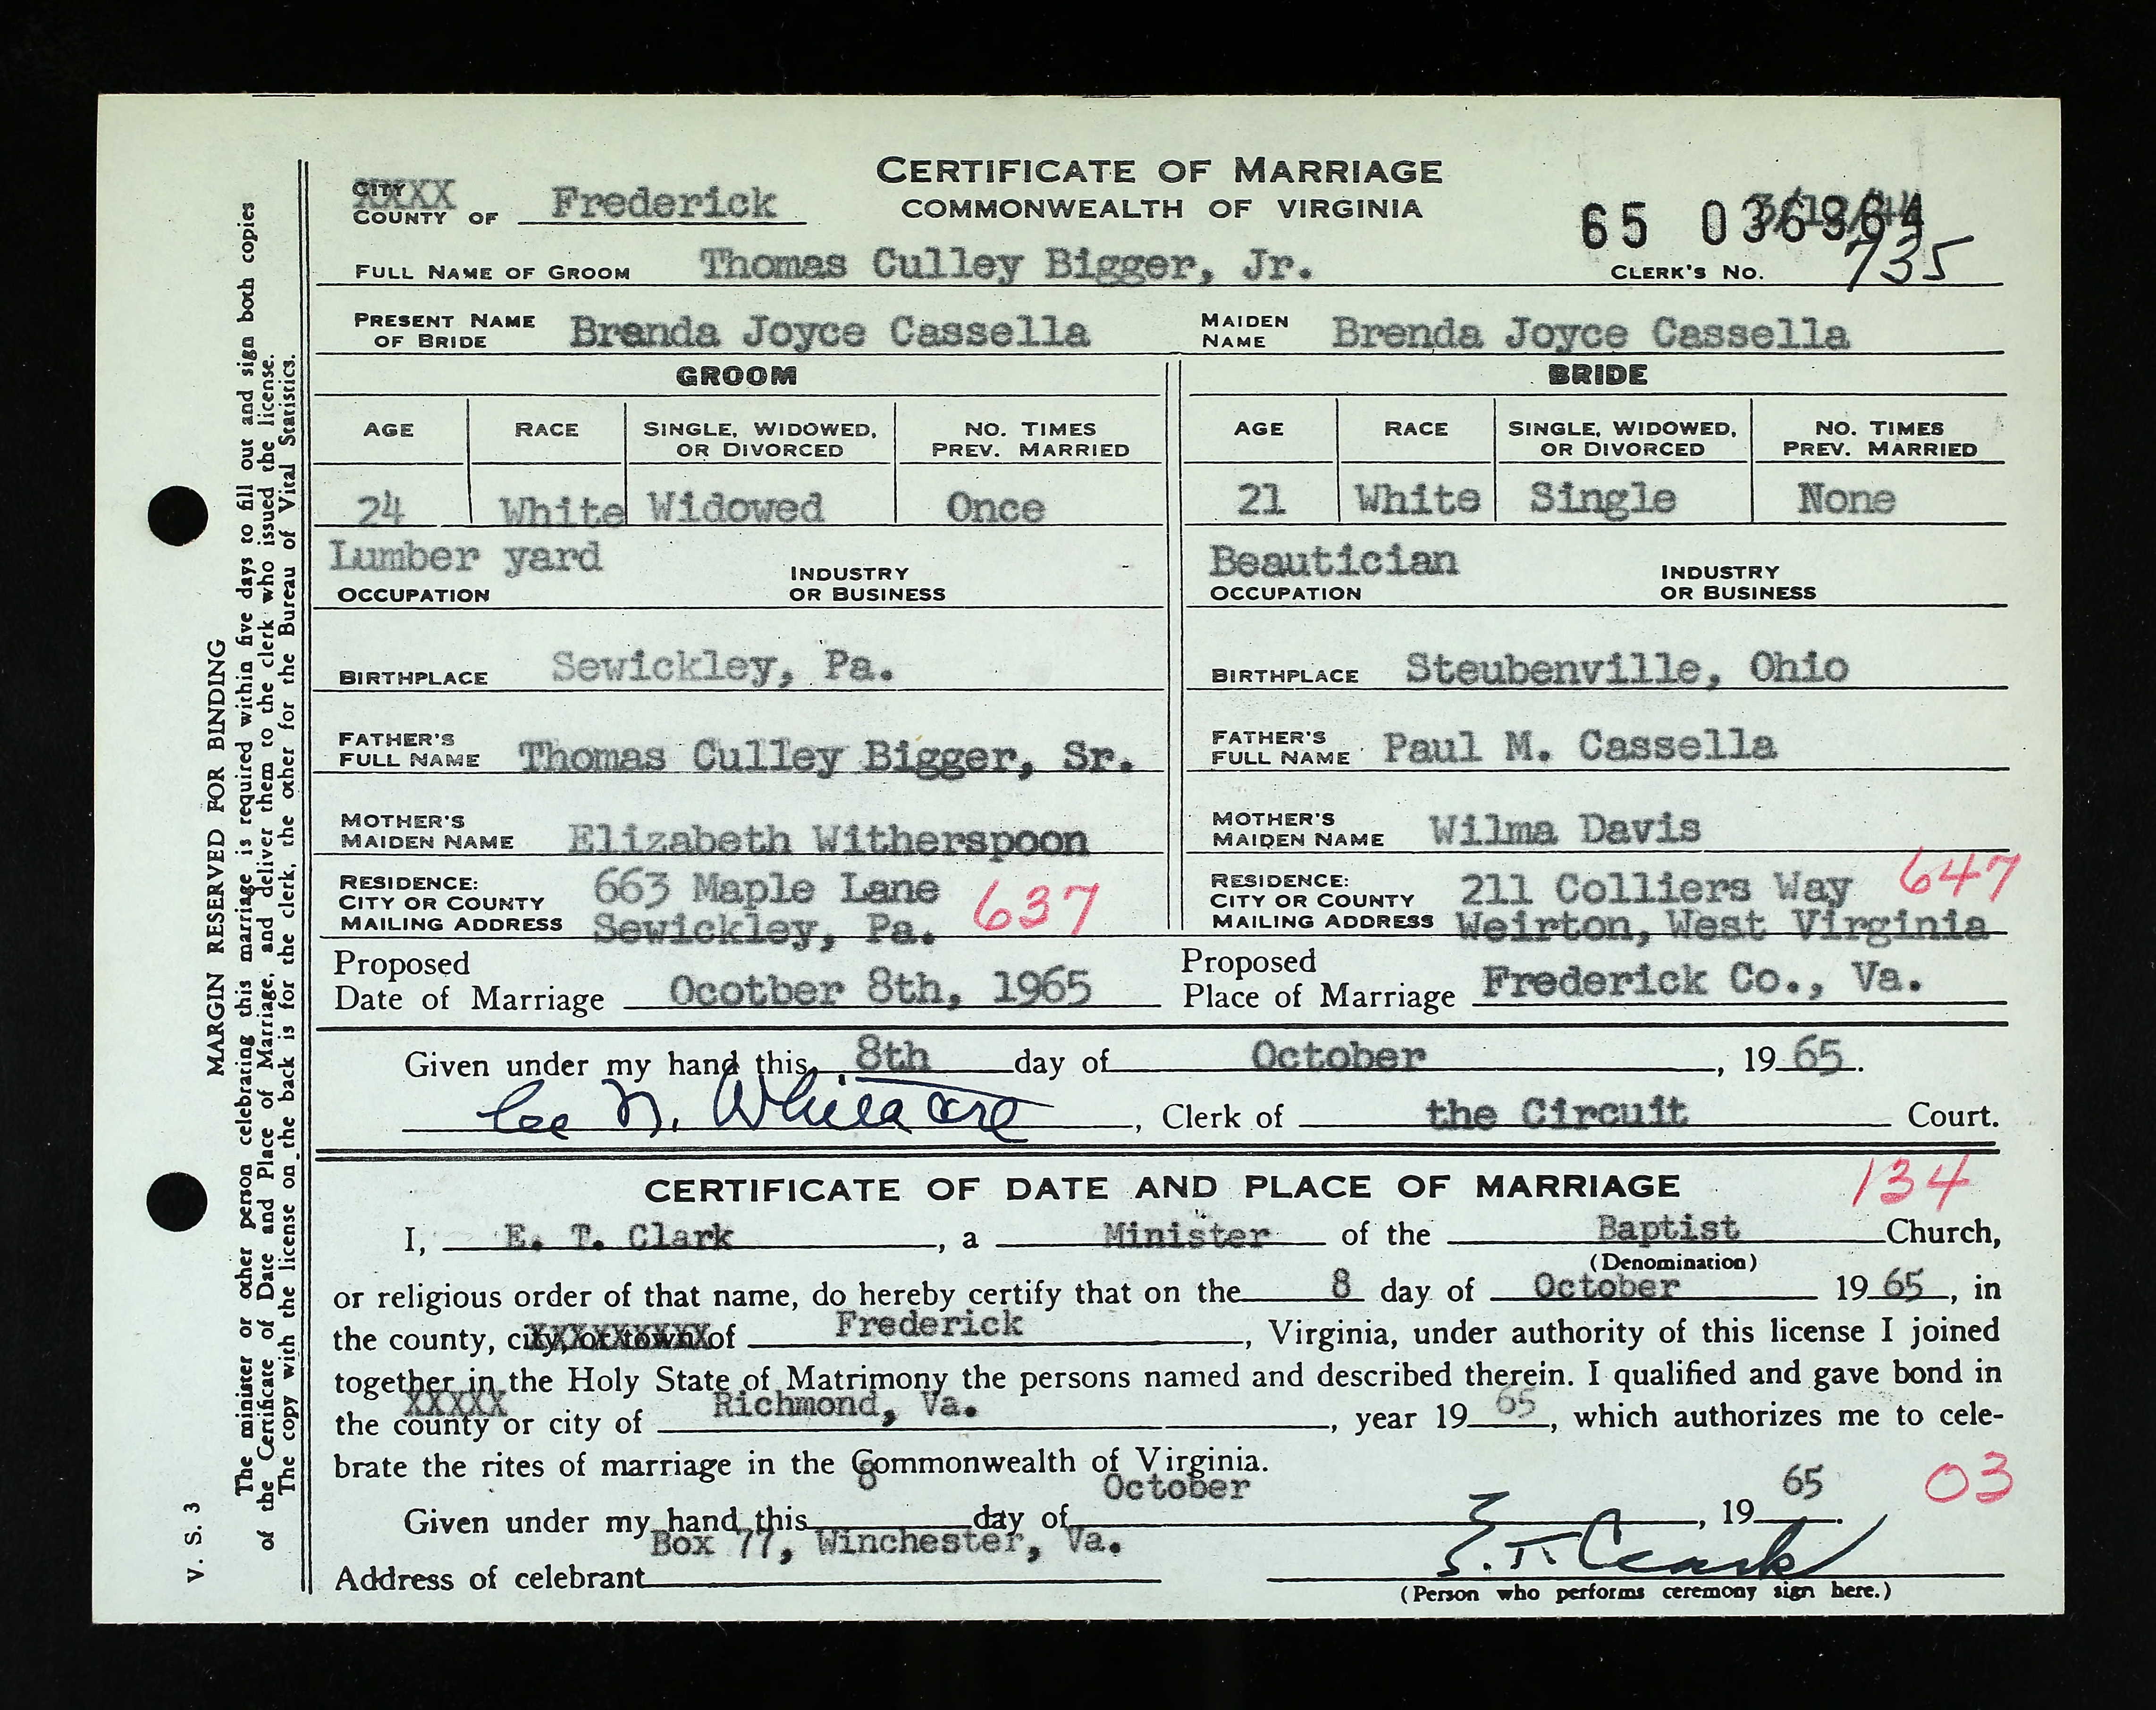 CERTIFICATE OF MARRIAGE
COMMONWEALTH OF VIRGINIA
CITY XXXX
COUNTY OF Frederick
65 036964
FULL NAME OF GROOM Thomas Culley Bigger, Jr. CLERK'S No. 735
PRESENT NAME OF BRIDE Brenda Joyce Cassella MAIDEN NAME Brenda Joyce Cassella
GROOM BRIDE
AGE RACE SINGLE, WIDOWED, OR DIVORCED NO. TIMES PREV. MARRIED AGE RACE SINGLE, WIDOWED, OR DIVORCED NO. TIMES PREV. MARRIED
24 White Widowed Once 21 White Single None
Lumber yard Beautician
OCCUPATION INDUSTRY OR BUSINESS OCCUPATION INDUSTRY OR BUSINESS
BIRTHPLACE Sewickley, Pa. BIRTHPLACE Steubenville, Ohio
FATHER'S FULL NAME Thomas Culley Bigger, Sr. FATHER'S FULL NAME Paul M. Cassella
MOTHER'S MAIDEN NAME Elizabeth Witherspoon MOTHER'S MAIDEN NAME Wilma Davis
RESIDENCE: CITY OR COUNTY MAILING ADDRESS 663 Maple Lane Sewickley, Pa. 637 RESIDENCE: CITY OR COUNTY MAILING ADDRESS 211 Colliers Way Weirton, West Virginia 647
Proposed Date of Marriage Ocotber 8th, 1965 Proposed Place of Marriage Frederick Co., Va.
Given under my hand this 8th day of October, 1965.
Lee N. Whitacre, Clerk of the Circuit Court.
CERTIFICATE OF DATE AND PLACE OF MARRIAGE 134
I, E. T. Clark, a Minister of the Baptist Church,
(Denomination)
or religious order of that name, do hereby certify that on the 8 day of October 1965, in
the county, city, or town of Frederick, Virginia, under authority of this license I joined
together in the Holy State of Matrimony the persons named and described therein. I qualified and gave bond in
the county XXXXX or city of Richmond, Va., year 1965, which authorizes me to cele-
brate the rites of marriage in the Commonwealth of Virginia.
03
Given under my hand this 8 day of October, 1965.
Address of celebrant Box 77, Winchester, Va. E. T. Clark
(Person who performs ceremony sign here.)
MARGIN RESERVED FOR BINDING
The minister or other person celebrating this marriage is required within five days to fill out and sign both copies
of the Certificate of Date and Place of Marriage, and deliver them to the clerk who issued the license.
The copy with the license on the back is for the clerk, the other for the Bureau of Vital Statistics.
V. S. 3